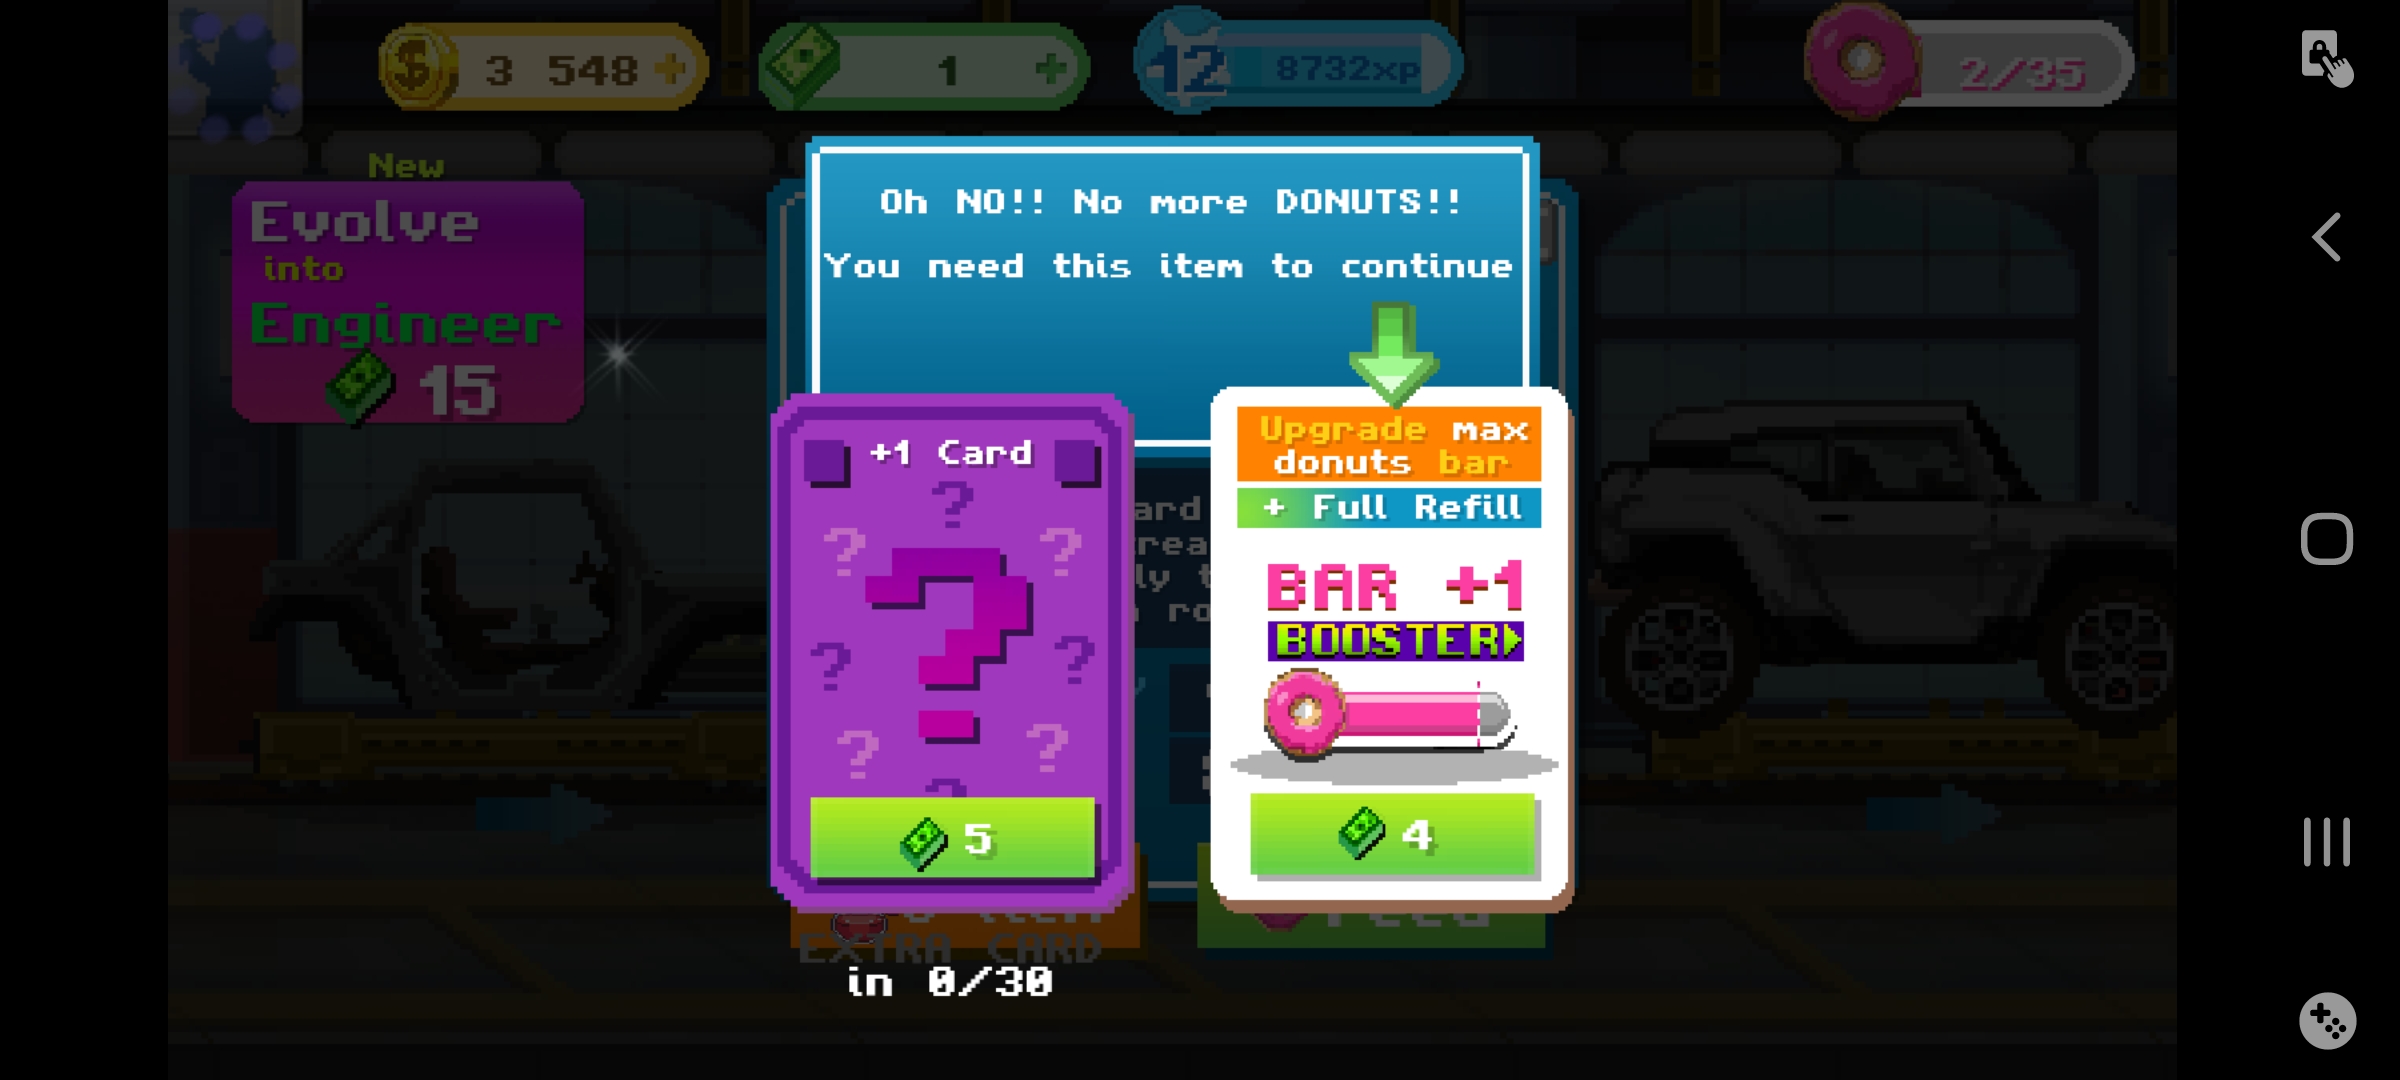 3 548 +
1 +
12 8732xp
2/35
New
Evolve
into
Engineer
15
Oh NO!! No more DONUTS!!
You need this item to continue
+1 Card
?
5
EXTRA CARD
in 0/30
Upgrade max
donuts bar
+ Full Refill
BAR +1
BOOSTER
4